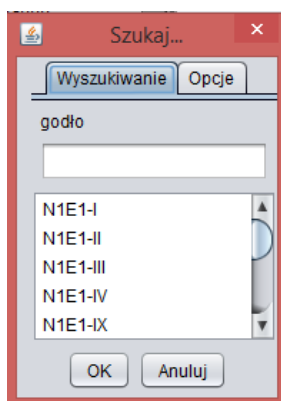 Szukaj...
×
Wyszukiwanie Opcje
godło
N1E1-I
N1E1-II
N1E1-III
N1E1-IV
N1E1-IX
OK Anuluj